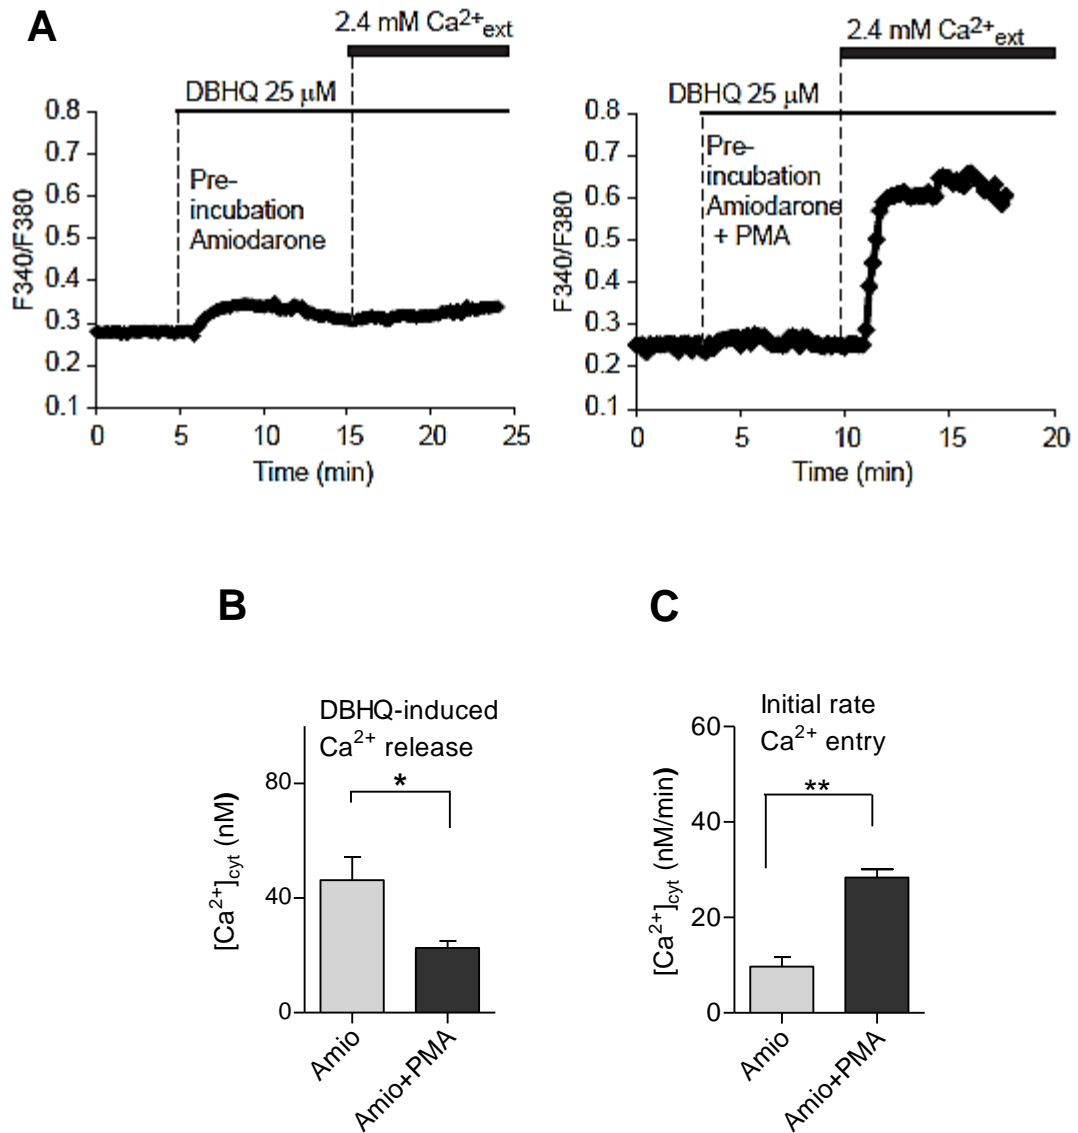 A
2.4 mM Ca2+ext
DBHQ 25 µM
Pre-
incubation
Amiodarone
F340/F380
0.8
0.7
0.6
0.5
0.4
0.3
0.2
0.1
0 5 10 15 20 25
Time (min)
2.4 mM Ca2+ext
DBHQ 25 µM
Pre-
incubation
Amiodarone
+ PMA
F340/F380
0.8
0.7
0.6
0.5
0.4
0.3
0.2
0.1
0 5 10 15 20
Time (min)
B
DBHQ-induced
Ca2+ release
*
[Ca2+]cyt (nM)
80
40
0
Amio
Amio+PMA
C
Initial rate
Ca2+ entry
**
[Ca2+]cyt (nM/min)
60
40
20
0
Amio
Amio+PMA